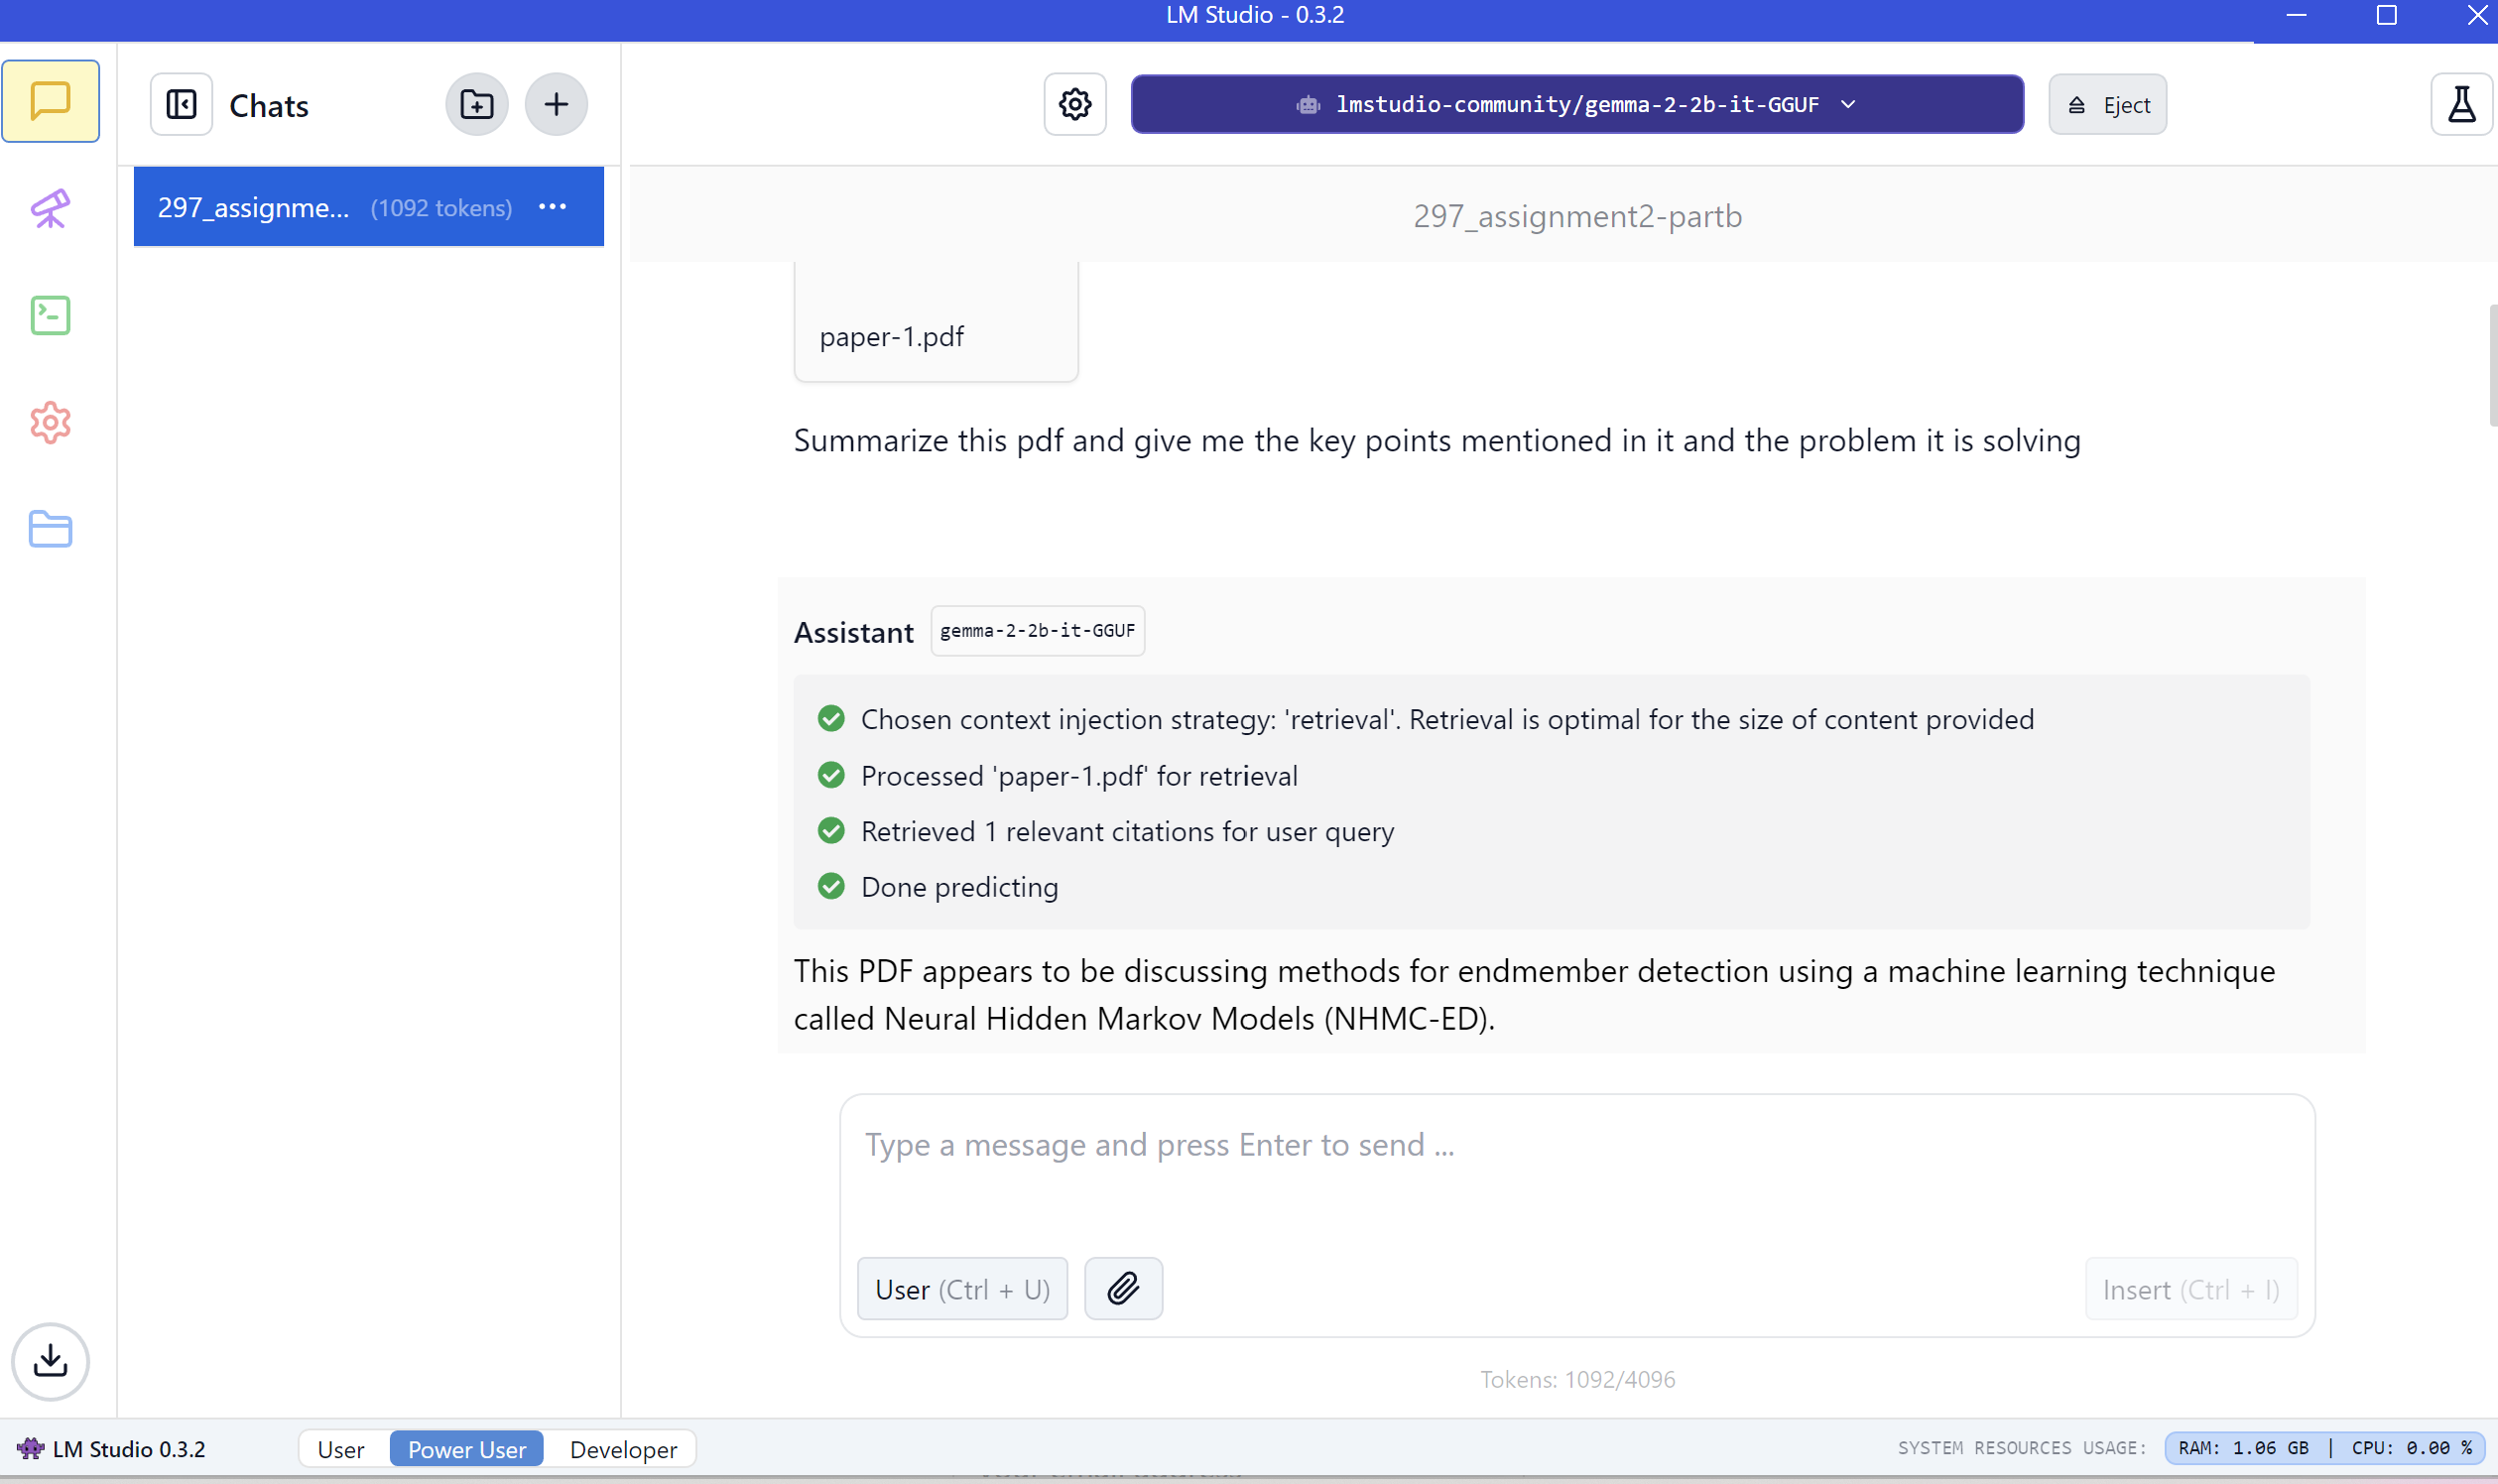 LM Studio - 0.3.2
Chats
lmstudio-community/gemma-2-2b-it-GGUF
Eject
297_assignme... (1092 tokens)
297_assignment2-partb
paper-1.pdf
Summarize this pdf and give me the key points mentioned in it and the problem it is solving
Assistant gemma-2-2b-it-GGUF
Chosen context injection strategy: 'retrieval'. Retrieval is optimal for the size of content provided
Processed 'paper-1.pdf' for retrieval
Retrieved 1 relevant citations for user query
Done predicting
This PDF appears to be discussing methods for endmember detection using a machine learning technique
called Neural Hidden Markov Models (NHMC-ED).
Type a message and press Enter to send ...
User (Ctrl + U)
Insert (Ctrl + I)
Tokens: 1092/4096
LM Studio 0.3.2
User Power User Developer
SYSTEM RESOURCES USAGE: RAM: 1.06 GB | CPU: 0.00 %